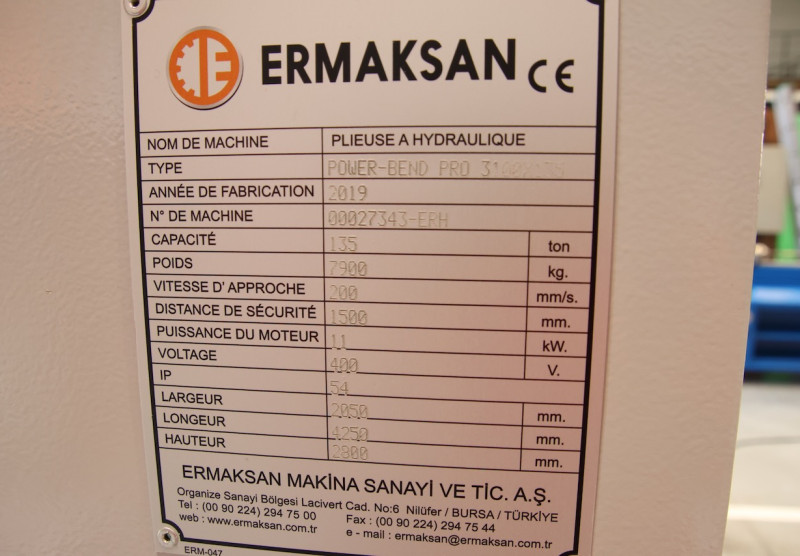 ERMAKSAN CE
NOM DE MACHINE PLIEUSE A HYDRAULIQUE
TYPE POWER-BEND PRO
ANNÉE DE FABRICATION 2019
N° DE MACHINE 00027343-ERH
CAPACITÉ 135 ton
POIDS 7900 kg.
VITESSE D' APPROCHE 200 mm/s.
DISTANCE DE SÉCURITÉ 1500 mm.
PUISSANCE DU MOTEUR 11 kW.
VOLTAGE 400 V.
IP 54
LARGEUR 2050 mm.
LONGEUR 4250 mm.
HAUTEUR 2800 mm.
ERMAKSAN MAKİNA SANAYİ VE TİC. A.Ş.
Organize Sanayi Bölgesi Lacivert Cad. No:6 Nilüfer / BURSA / TÜRKİYE
Tel : (00 90 224) 294 75 00 Fax : (00 90 224) 294 75 44
web : www.ermaksan.com.tr e - mail : ermaksan@ermaksan.com.tr
ERM-047